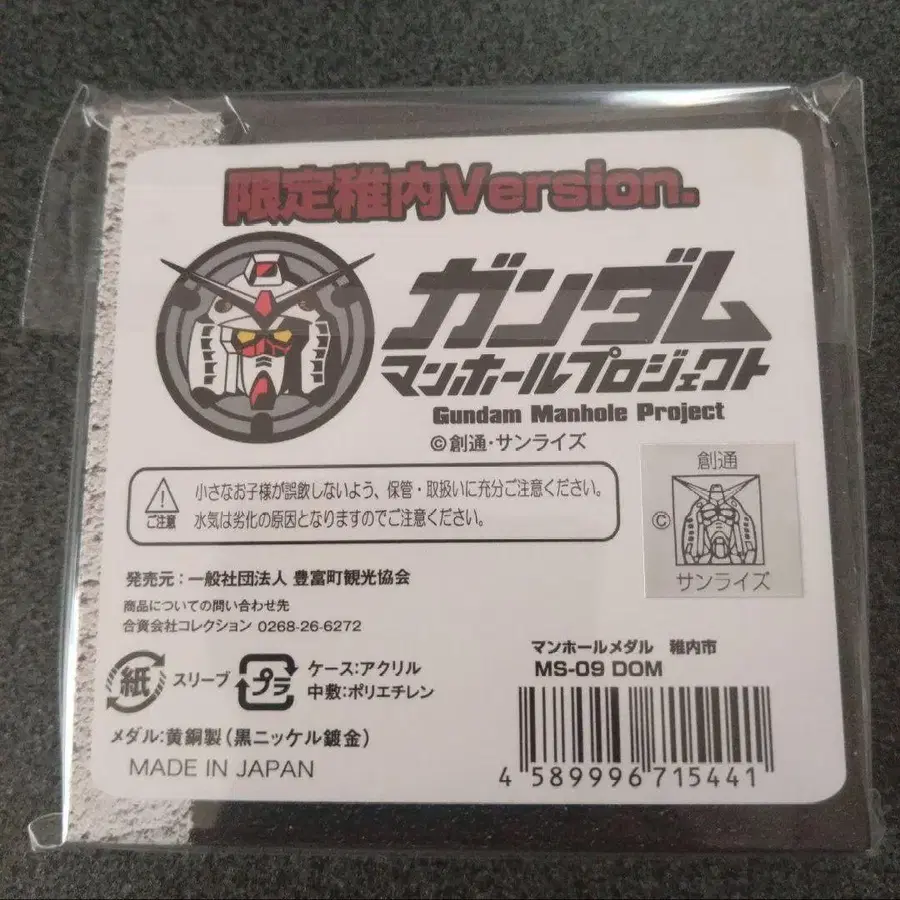 限定稚内Version.
ガンダム
マンホールプロジェクト
Gundam Manhole Project
©創通・サンライズ
ご注意
小さなお子様が誤飲しないよう、保管・取扱いに充分ご注意ください。
水気は劣化の原因となりますのでご注意ください。
創通
©
サンライズ
発売元：一般社団法人 豊富町観光協会
商品についての問い合わせ先
合資会社コレクション 0268-26-6272
紙 スリーブ
プラ ケース：アクリル
中敷：ポリエチレン
メダル：黄銅製（黒ニッケル鍍金）
MADE IN JAPAN
マンホールメダル 稚内市
MS-09 DOM
4 589996 715441